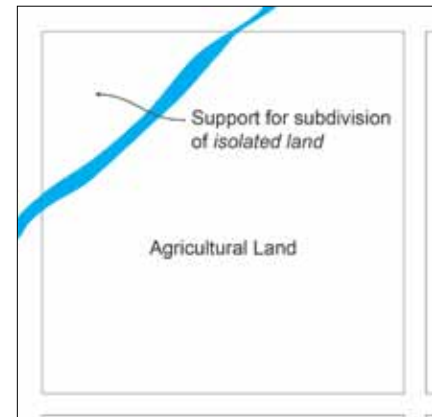 Support for subdivision
of isolated land
Agricultural Land